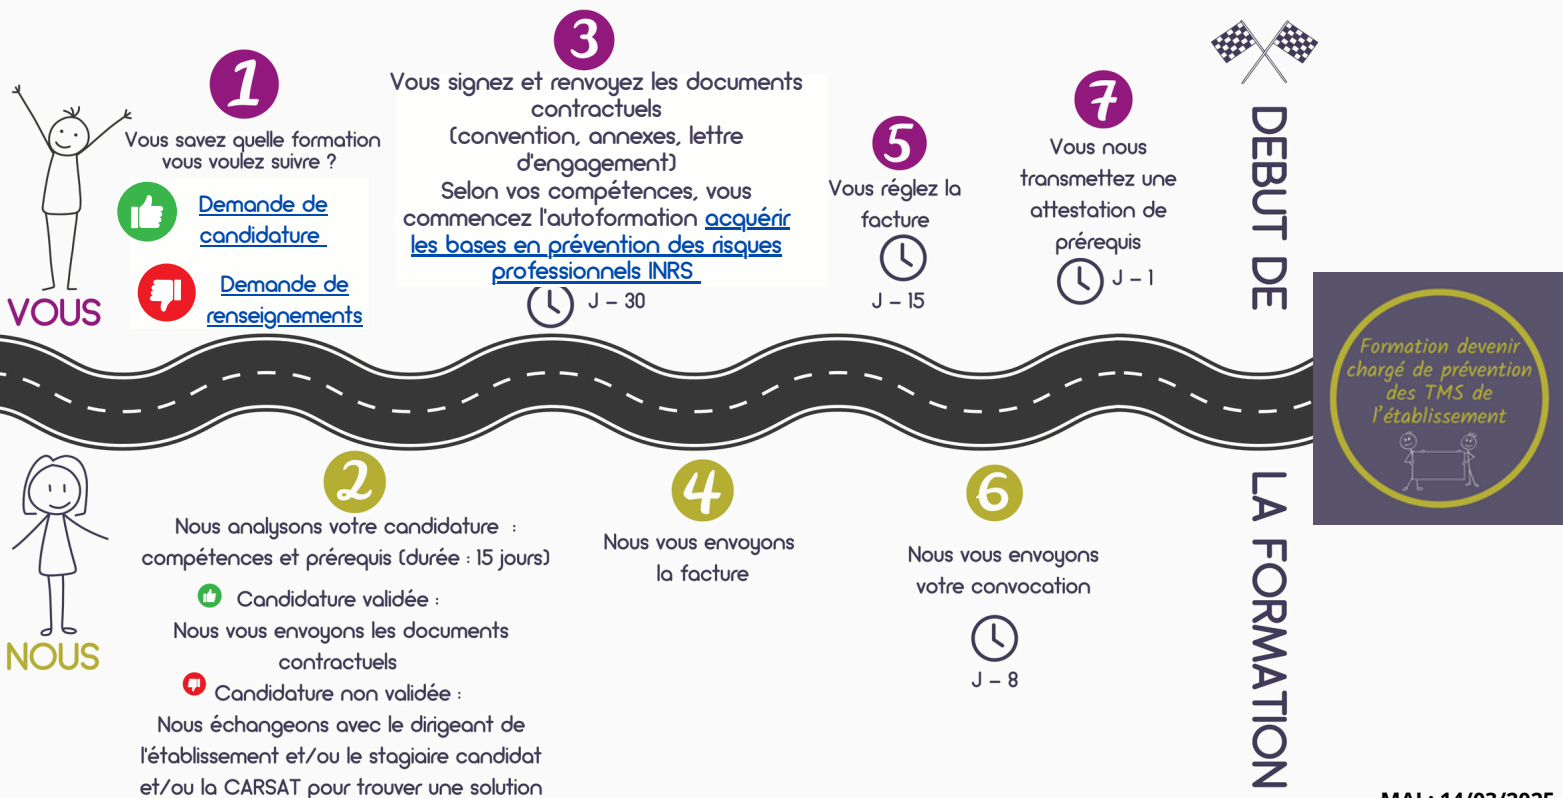 1
Vous savez quelle formation
vous voulez suivre ?
Demande de
candidature
Demande de
renseignements
VOUS
3
Vous signez et renvoyez les documents
contractuels
(convention, annexes, lettre
d'engagement)
Selon vos compétences, vous
commencez l'autoformation acquérir
les bases en prévention des risques
professionnels INRS
J – 30
5
Vous réglez la
facture
J – 15
7
Vous nous
transmettez une
attestation de
prérequis
J – 1
DEBUT DE
LA FORMATION
Formation devenir
chargé de prévention
des TMS de
l'établissement
NOUS
2
Nous analysons votre candidature :
compétences et prérequis (durée : 15 jours)
Candidature validée :
Nous vous envoyons les documents
contractuels
Candidature non validée :
Nous échangeons avec le dirigeant de
l'établissement et/ou le stagiaire candidat
et/ou la CARSAT pour trouver une solution
4
Nous vous envoyons
la facture
6
Nous vous envoyons
votre convocation
J – 8
MAJ : 14/03/2025